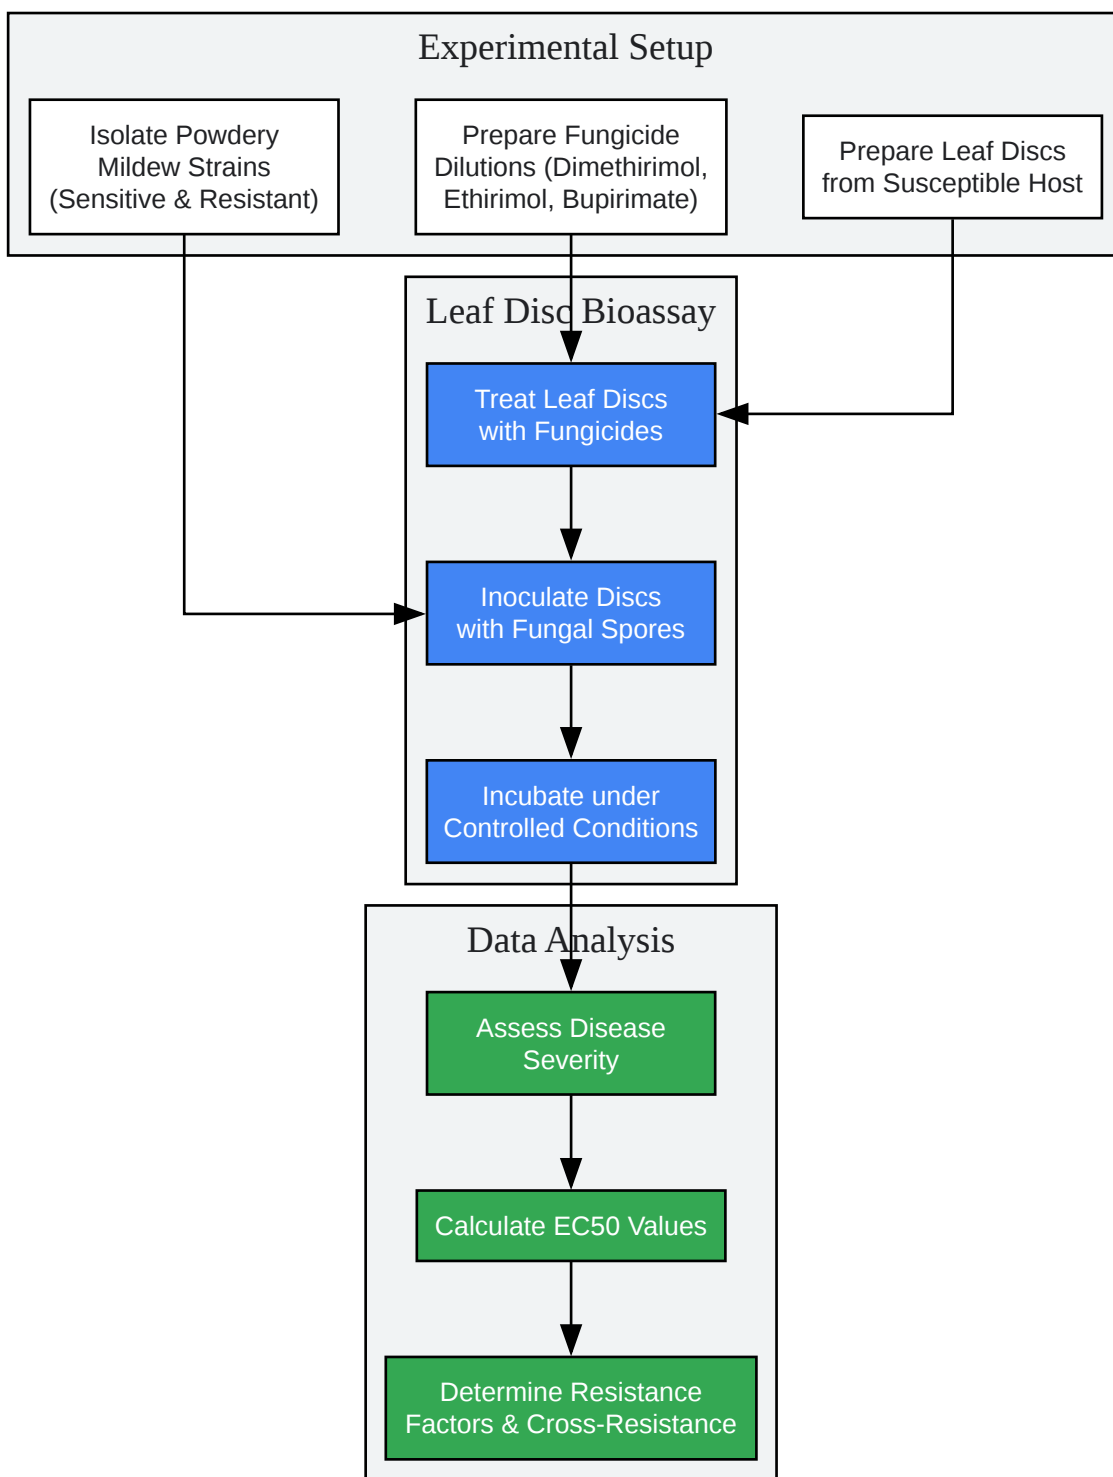 Experimental Setup
Isolate Powdery
Mildew Strains
(Sensitive & Resistant)
Prepare Fungicide
Dilutions (Dimethirimol,
Ethirimol, Bupirimate)
Prepare Leaf Discs
from Susceptible Host
Leaf Disc Bioassay
Treat Leaf Discs
with Fungicides
Inoculate Discs
with Fungal Spores
Incubate under
Controlled Conditions
Data Analysis
Assess Disease
Severity
Calculate EC50 Values
Determine Resistance
Factors & Cross-Resistance